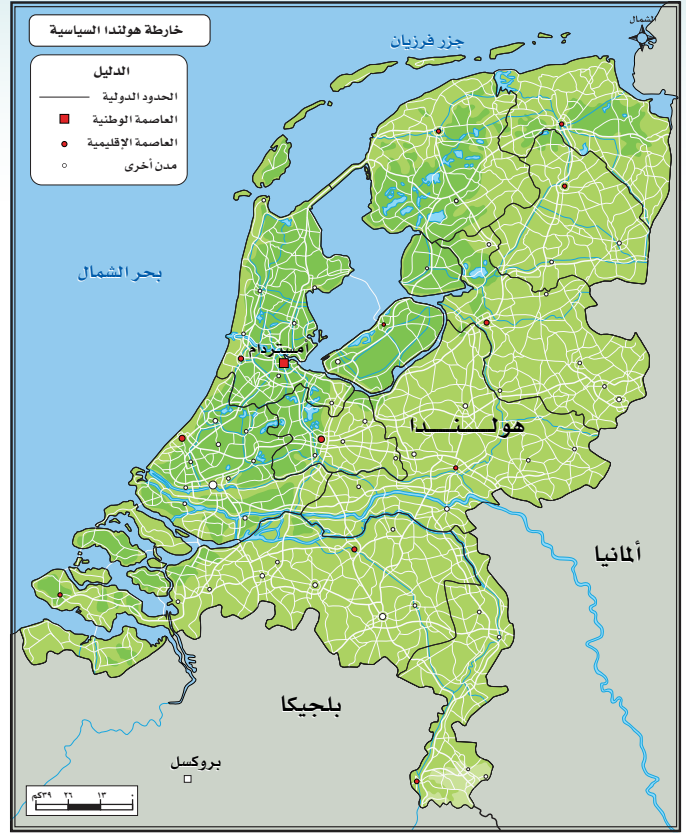 خارطة هولندا السياسية
الدليل
الحدود الدولية
العاصمة الوطنية
العاصمة الإقليمية
مدن أخرى
الشمال
جزر فرزيان
بحر الشمال
امستردام
هولـــنـــدا
ألمانيا
بلجيكا
بروكسل
٠ ١٣ ٢٦ ٣٩كم